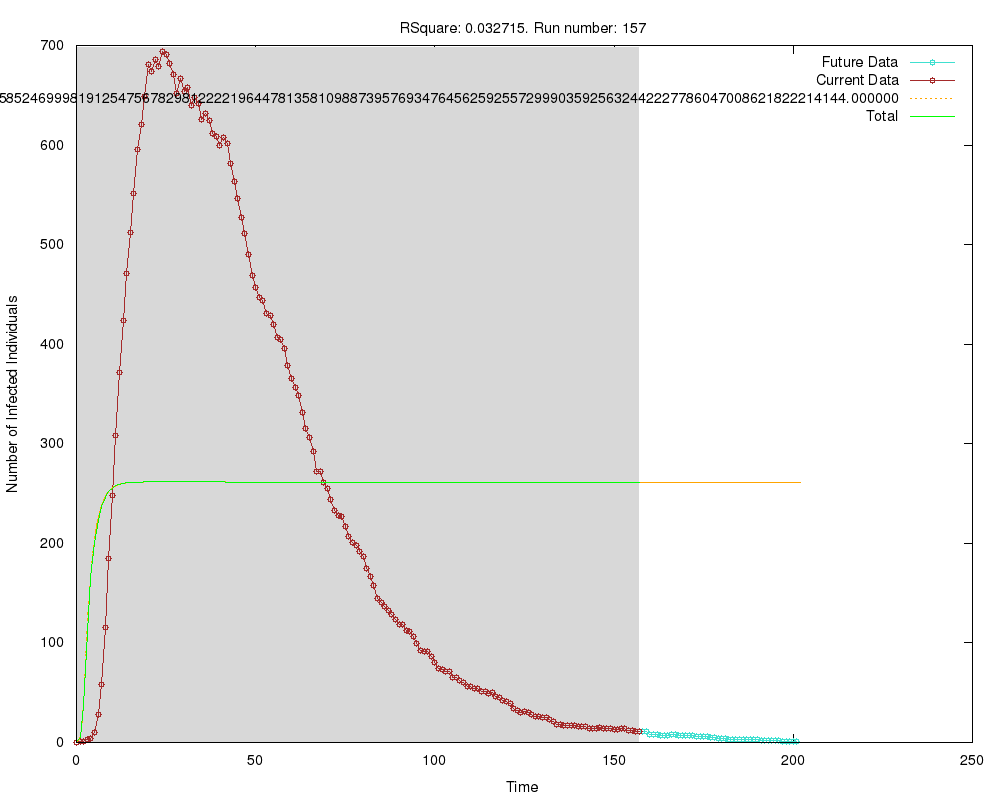 RSquare: 0.032715. Run number: 157
700
600
500
400
300
200
100
0
Number of Infected Individuals
Future Data
Current Data
Total
0
50
100
150
200
250
Time